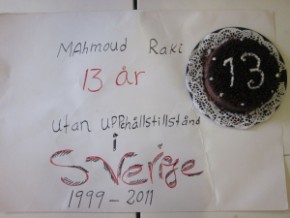 Mahmoud Raki
13 år
13
utan uppehållstillstånd
i
Sverige
1999-2011